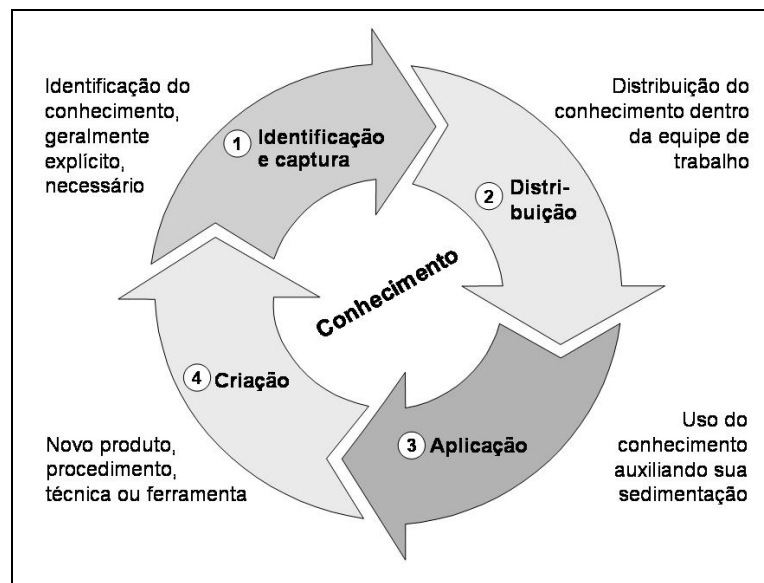 Identificação do
conhecimento,
geralmente
explícito,
necessário
1 Identificação
e captura
Distribuição do
conhecimento dentro
da equipe de
trabalho
2 Distri-
buição
Conhecimento
4 Criação
3 Aplicação
Novo produto,
procedimento,
técnica ou ferramenta
Uso do
conhecimento
auxiliando sua
sedimentação